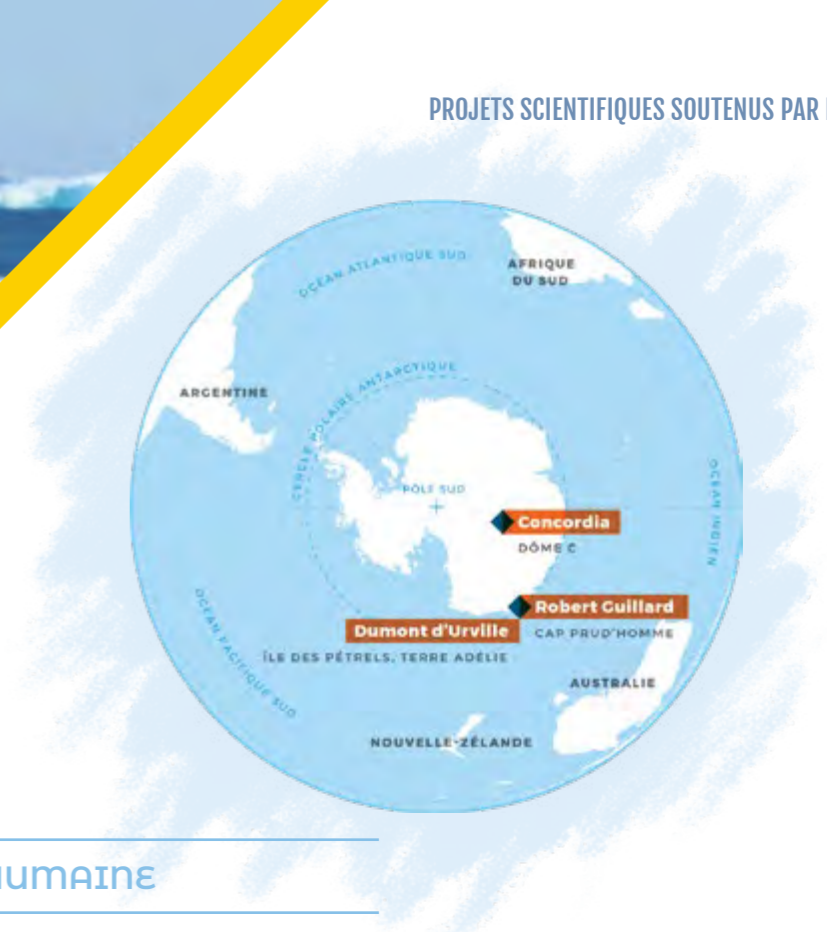 PROJETS SCIENTIFIQUES SOUTENUS PAR
OCÉAN ATLANTIQUE SUD
AFRIQUE
DU SUD
CERCLE POLAIRE ANTARCTIQUE
ARGENTINE
OCÉAN INDIEN
PÔLE SUD
Concordia
DÔME C
Robert Guillard
CAP PRUD'HOMME
Dumont d'Urville
ÎLE DES PÉTRELS, TERRE ADÉLIE
OCÉAN PACIFIQUE SUD
AUSTRALIE
NOUVELLE-ZÉLANDE
UMAINE